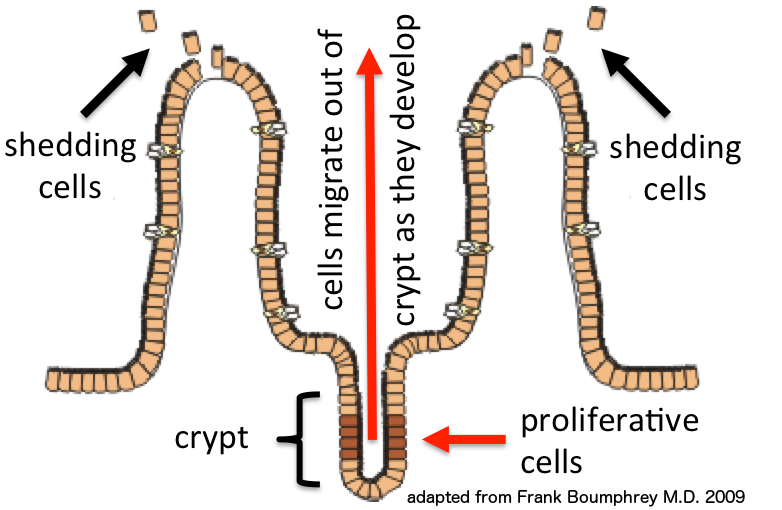 shedding
cells
cells migrate out of
crypt as they develop
shedding
cells
crypt
proliferative
cells
adapted from Frank Boumphrey M.D. 2009